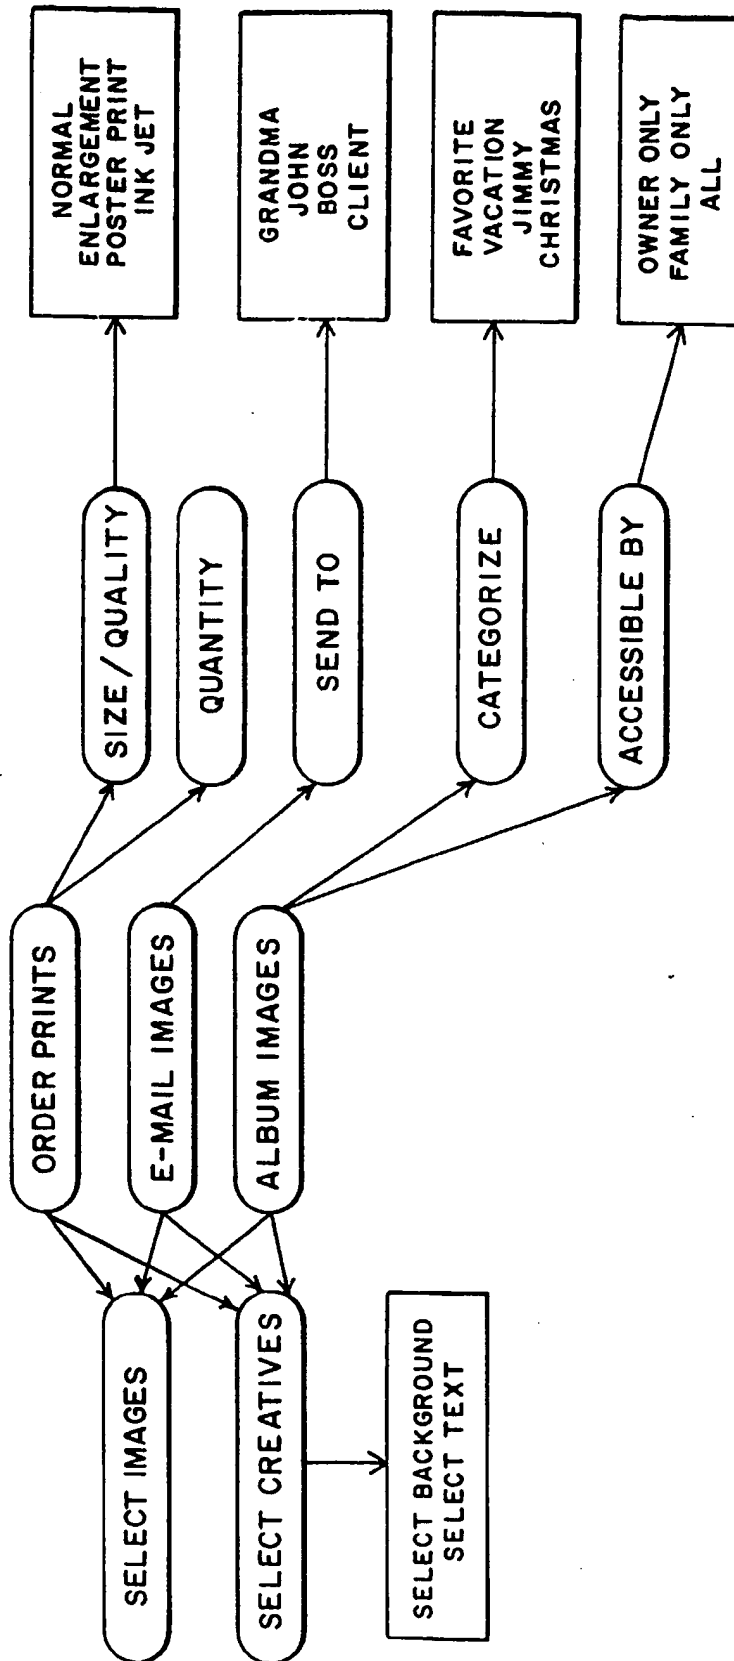 SELECT IMAGES
SELECT CREATIVES
SELECT BACKGROUND
SELECT TEXT
ORDER PRINTS
E-MAIL IMAGES
ALBUM IMAGES
SIZE / QUALITY
QUANTITY
SEND TO
CATEGORIZE
ACCESSIBLE BY
NORMAL
ENLARGEMENT
POSTER PRINT
INK JET
GRANDMA
JOHN
BOSS
CLIENT
FAVORITE
VACATION
JIMMY
CHRISTMAS
OWNER ONLY
FAMILY ONLY
ALL